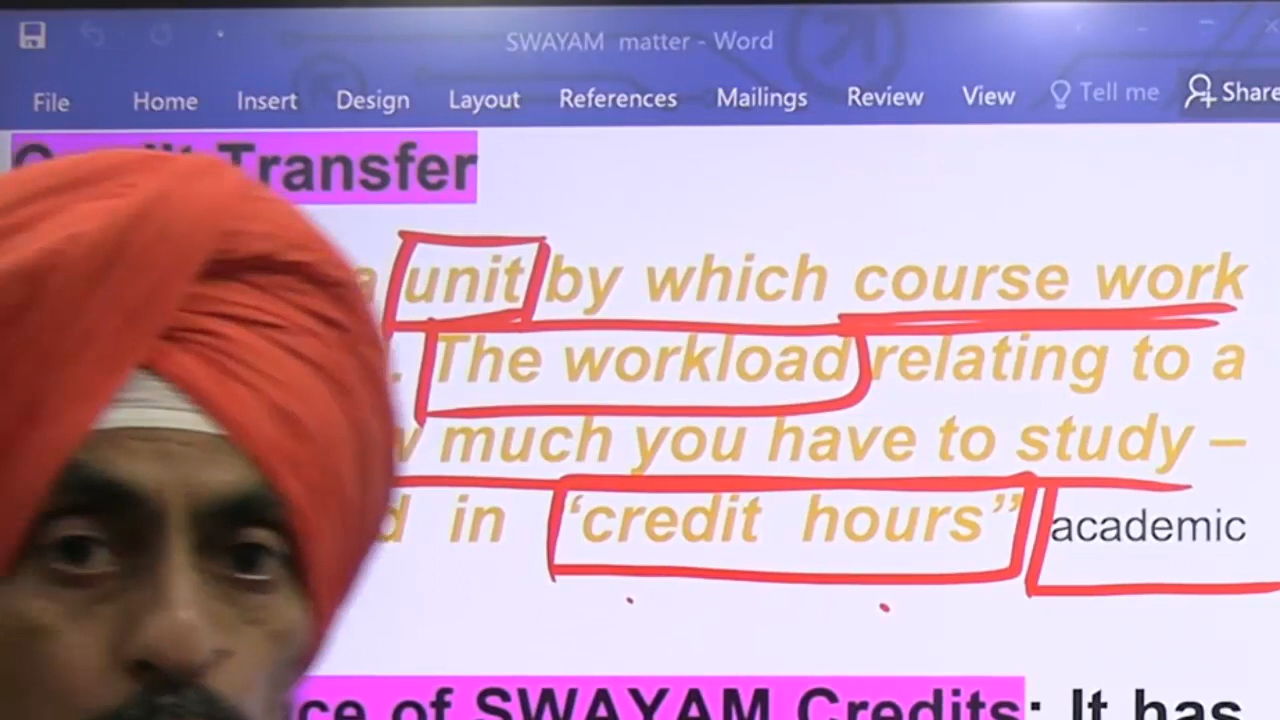 SWAYAM matter - Word
File Home Insert Design Layout References Mailings Review View Tell me Share
Transfer
a unit by which course work
. The workload relating to a
much you have to study –
in ‘credit hours” academic
of SWAYAM Credits: It has